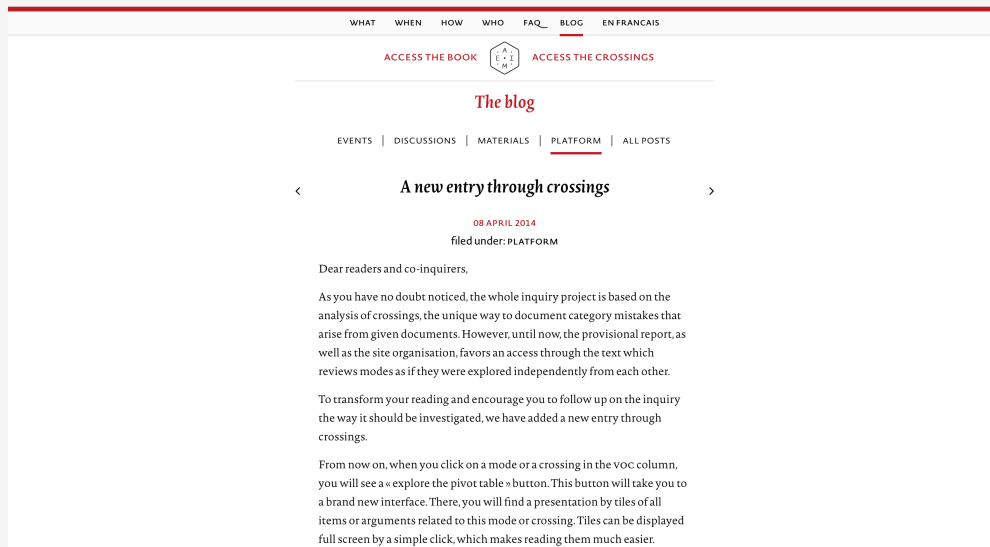 WHAT WHEN HOW WHO FAQ BLOG EN FRANCAIS
ACCESS THE BOOK A E I M ACCESS THE CROSSINGS
The blog
EVENTS | DISCUSSIONS | MATERIALS | PLATFORM | ALL POSTS
‹ A new entry through crossings ›
08 APRIL 2014
filed under: PLATFORM
Dear readers and co-inquirers,
As you have no doubt noticed, the whole inquiry project is based on the
analysis of crossings, the unique way to document category mistakes that
arise from given documents. However, until now, the provisional report, as
well as the site organisation, favors an access through the text which
reviews modes as if they were explored independently from each other.
To transform your reading and encourage you to follow up on the inquiry
the way it should be investigated, we have added a new entry through
crossings.
From now on, when you click on a mode or a crossing in the VOC column,
you will see a « explore the pivot table » button. This button will take you to
a brand new interface. There, you will find a presentation by tiles of all
items or arguments related to this mode or crossing. Tiles can be displayed
full screen by a simple click, which makes reading them much easier.